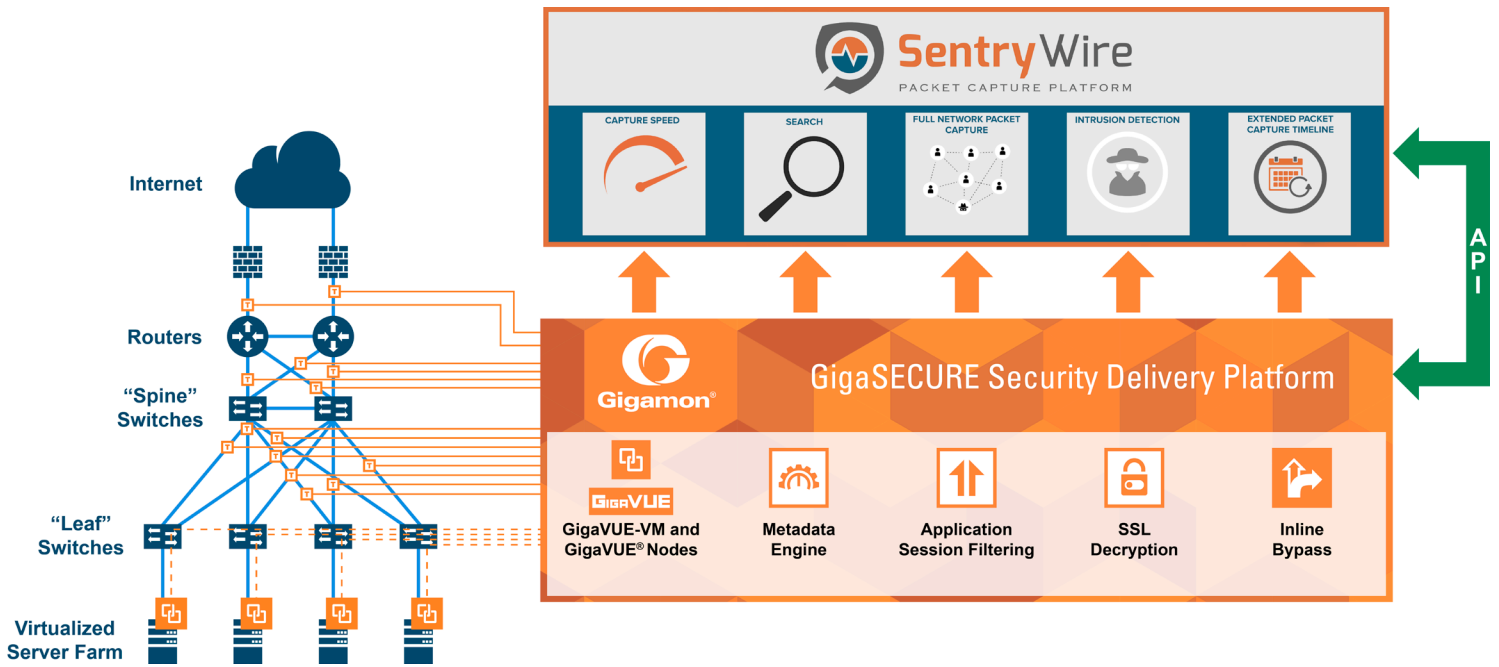 SentryWire
PACKET CAPTURE PLATFORM
CAPTURE SPEED
SEARCH
FULL NETWORK PACKET
CAPTURE
INTRUSION DETECTION
EXTENDED PACKET
CAPTURE TIMELINE
Internet
Routers
“Spine”
Switches
“Leaf”
Switches
Virtualized
Server Farm
T
T
T
T
T
T
T
T
T
T
T
T
T
T
A
P
I
Gigamon®
GigaSECURE Security Delivery Platform
GIGAVUE
GigaVUE-VM and
GigaVUE® Nodes
Metadata
Engine
Application
Session Filtering
SSL
Decryption
Inline
Bypass